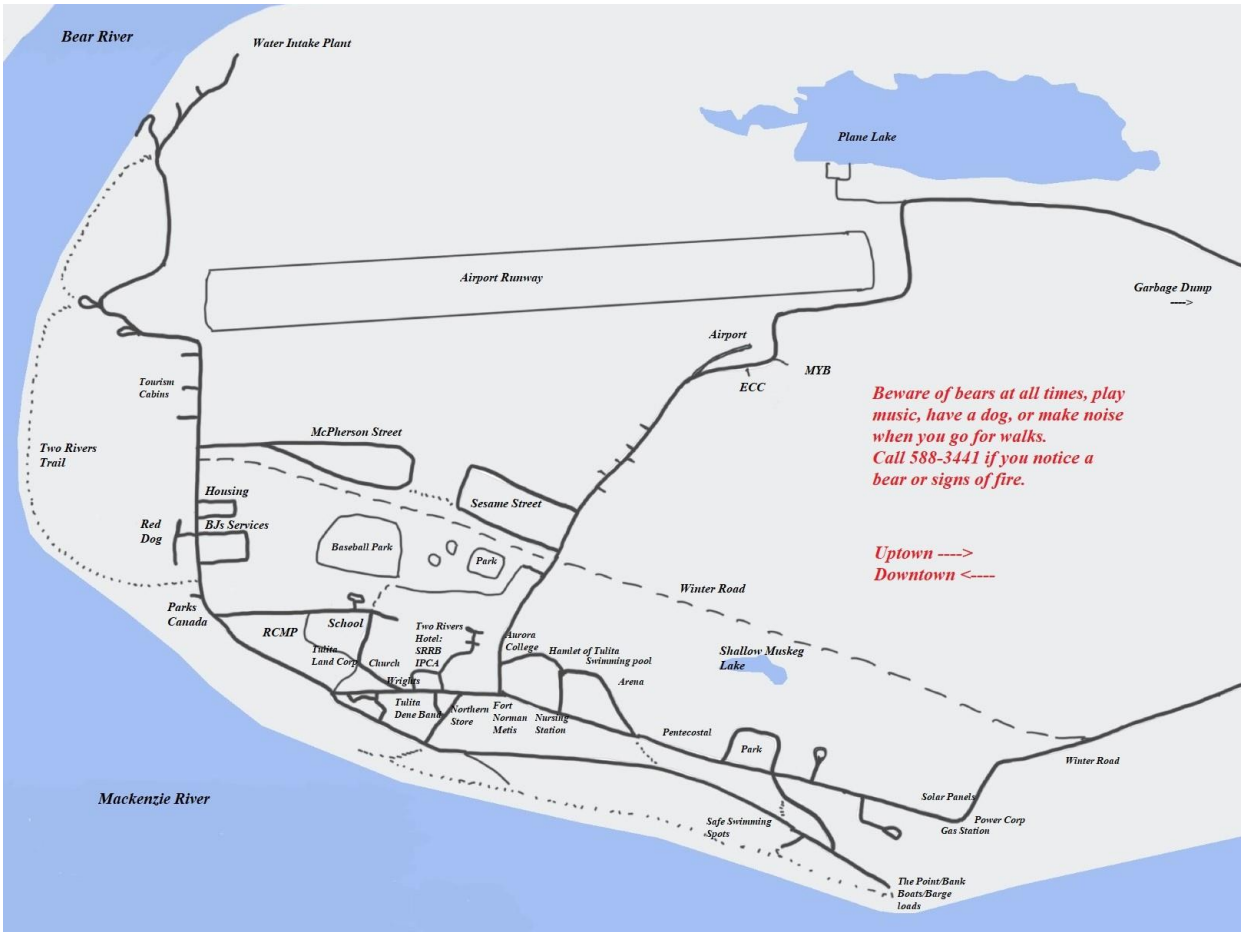 Bear River
Water Intake Plant
Plane Lake
Airport Runway
Garbage Dump
---->
Airport
MYB
ECC
Tourism
Cabins
Beware of bears at all times, play
music, have a dog, or make noise
when you go for walks.
Call 588-3441 if you notice a
bear or signs of fire.
McPherson Street
Two Rivers
Trail
Housing
Sesame Street
Red
Dog
BJs Services
Baseball Park
Park
Uptown ---->
Downtown <----
Winter Road
Parks
Canada
RCMP
School
Two Rivers
Hotel:
SRRB
IPCA
Aurora
College
Hamlet of Tulita
Swimming pool
Arena
Shallow Muskeg
Lake
Tulita
Land Corp
Church
Wrights
Tulita
Dene Band
Northern
Store
Fort
Norman
Metis
Nursing
Station
Pentecostal
Park
Winter Road
Mackenzie River
Solar Panels
Power Corp
Gas Station
Safe Swimming
Spots
The Point/Bank
Boats/Barge
loads